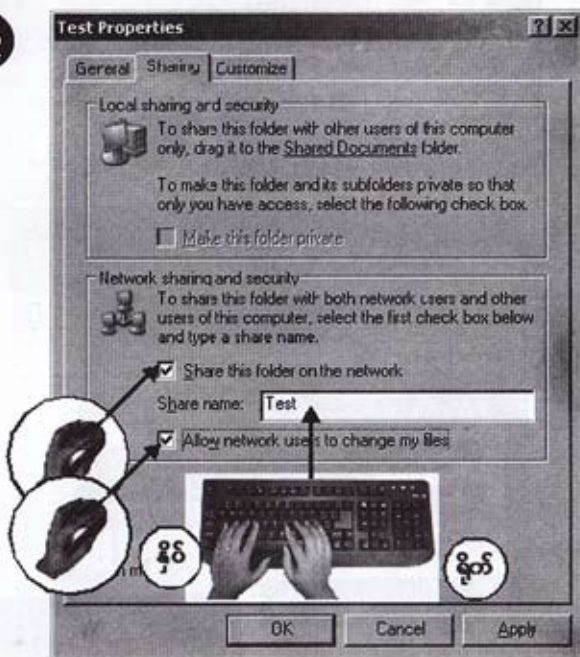 Test Properties
General Sharing Customize
Local sharing and security
To share this folder with other users of this computer
only, drag it to the Shared Documents folder.
To make this folder and its subfolders private so that
only you have access, select the following check box.
Make this folder private
Network sharing and security
To share this folder with both network users and other
users of this computer, select the first check box below
and type a share name.
Share this folder on the network
Share name: Test
Allow network users to change my files
နှိပ် ရိုက်
OK Cancel Apply